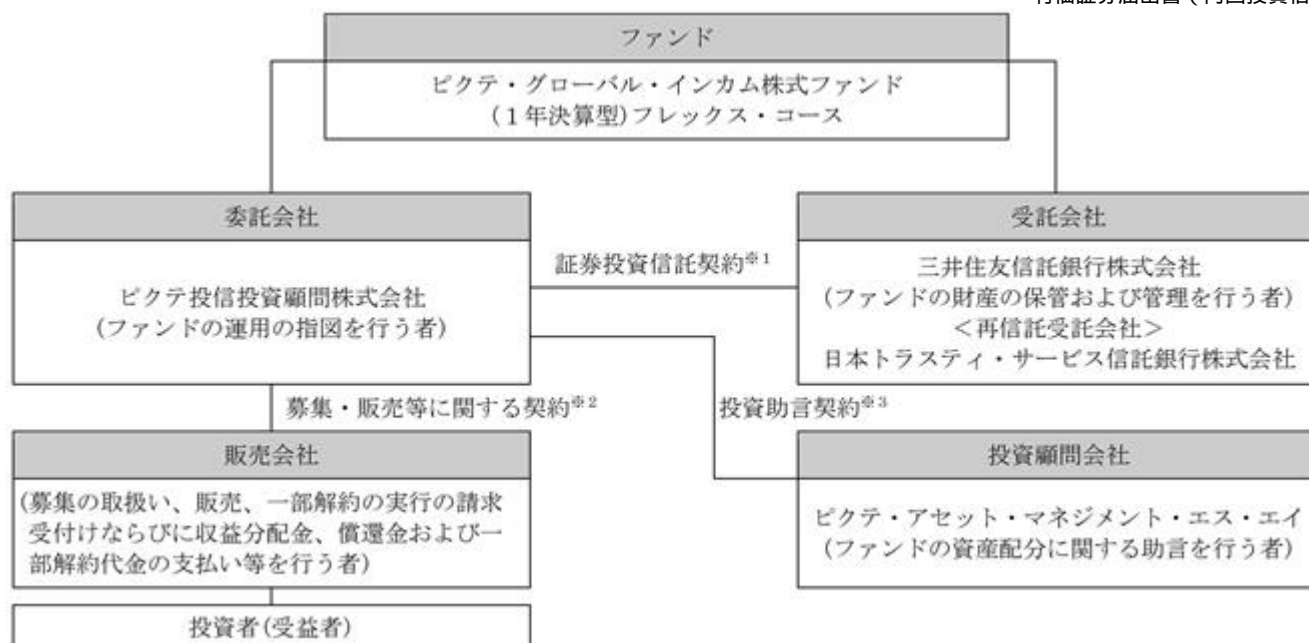 ファンド
ピクテ・グローバル・インカム株式ファンド
(1年決算型)フレックス・コース
委託会社
ピクテ投信投資顧問株式会社
(ファンドの運用の指図を行う者)
証券投資信託契約※1
受託会社
三井住友信託銀行株式会社
(ファンドの財産の保管および管理を行う者)
<再信託受託会社>
日本トラスティ・サービス信託銀行株式会社
募集・販売等に関する契約※2
投資助言契約※3
販売会社
(募集の取扱い、販売、一部解約の実行の請求
受付けならびに収益分配金、償還金および一
部解約代金の支払い等を行う者)
投資顧問会社
ピクテ・アセット・マネジメント・エス・エイ
(ファンドの資産配分に関する助言を行う者)
投資者(受益者)